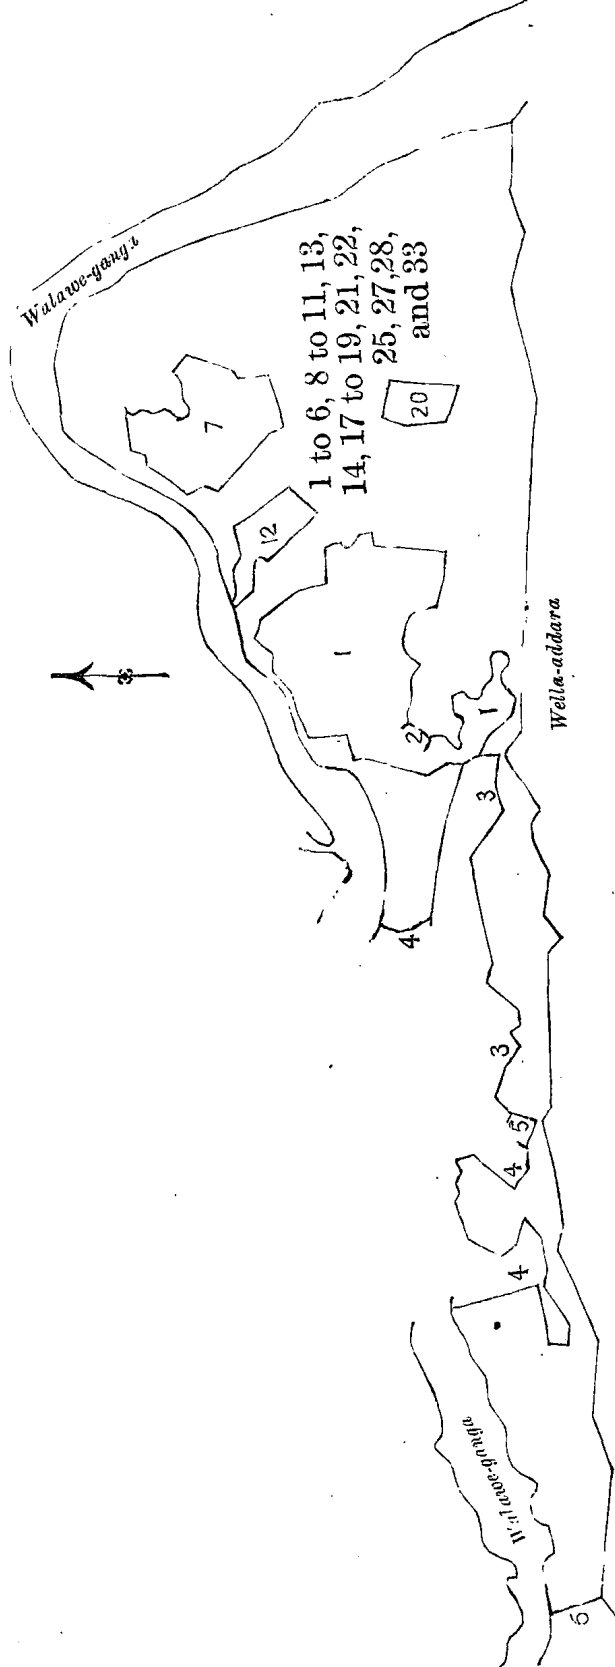 Walawe-ganga
1 to 6, 8 to 11, 13,
14, 17 to 19, 21, 22,
25, 27, 28,
and 33
7
20
12
1
2
1
Wella-addara
3
4
3
5
4
4
Walawe-ganga
5